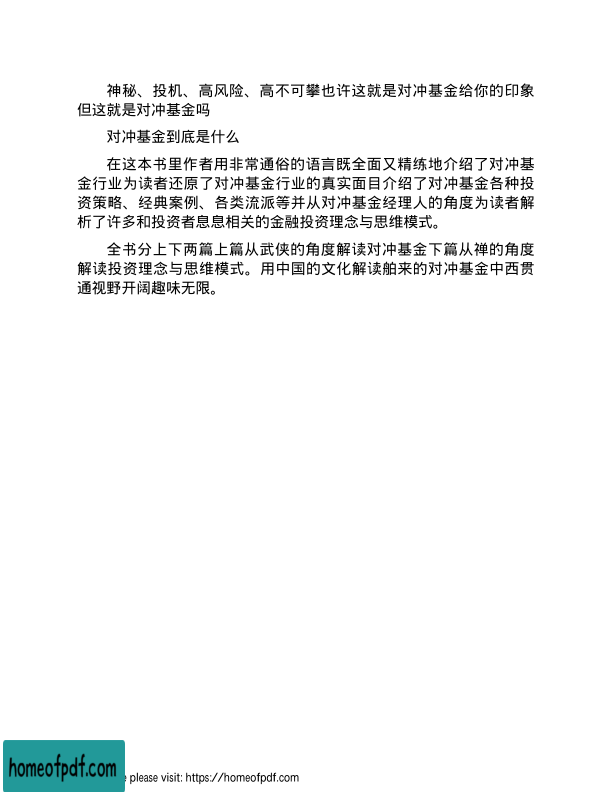 神秘、投机、高风险、高不可攀也许这就是对冲基金给你的印象
但这就是对冲基金吗
对冲基金到底是什么
在这本书里作者用非常通俗的语言既全面又精练地介绍了对冲基
金行业为读者还原了对冲基金行业的真实面目介绍了对冲基金各种投
资策略、经典案例、各类流派等并从对冲基金经理人的角度为读者解
析了许多和投资者息息相关的金融投资理念与思维模式。
全书分上下两篇上篇从武侠的角度解读对冲基金下篇从禅的角度
解读投资理念与思维模式。用中国的文化解读舶来的对冲基金中西贯
通视野开阔趣味无限。
homeofpdf.com
please visit: https://homeofpdf.com